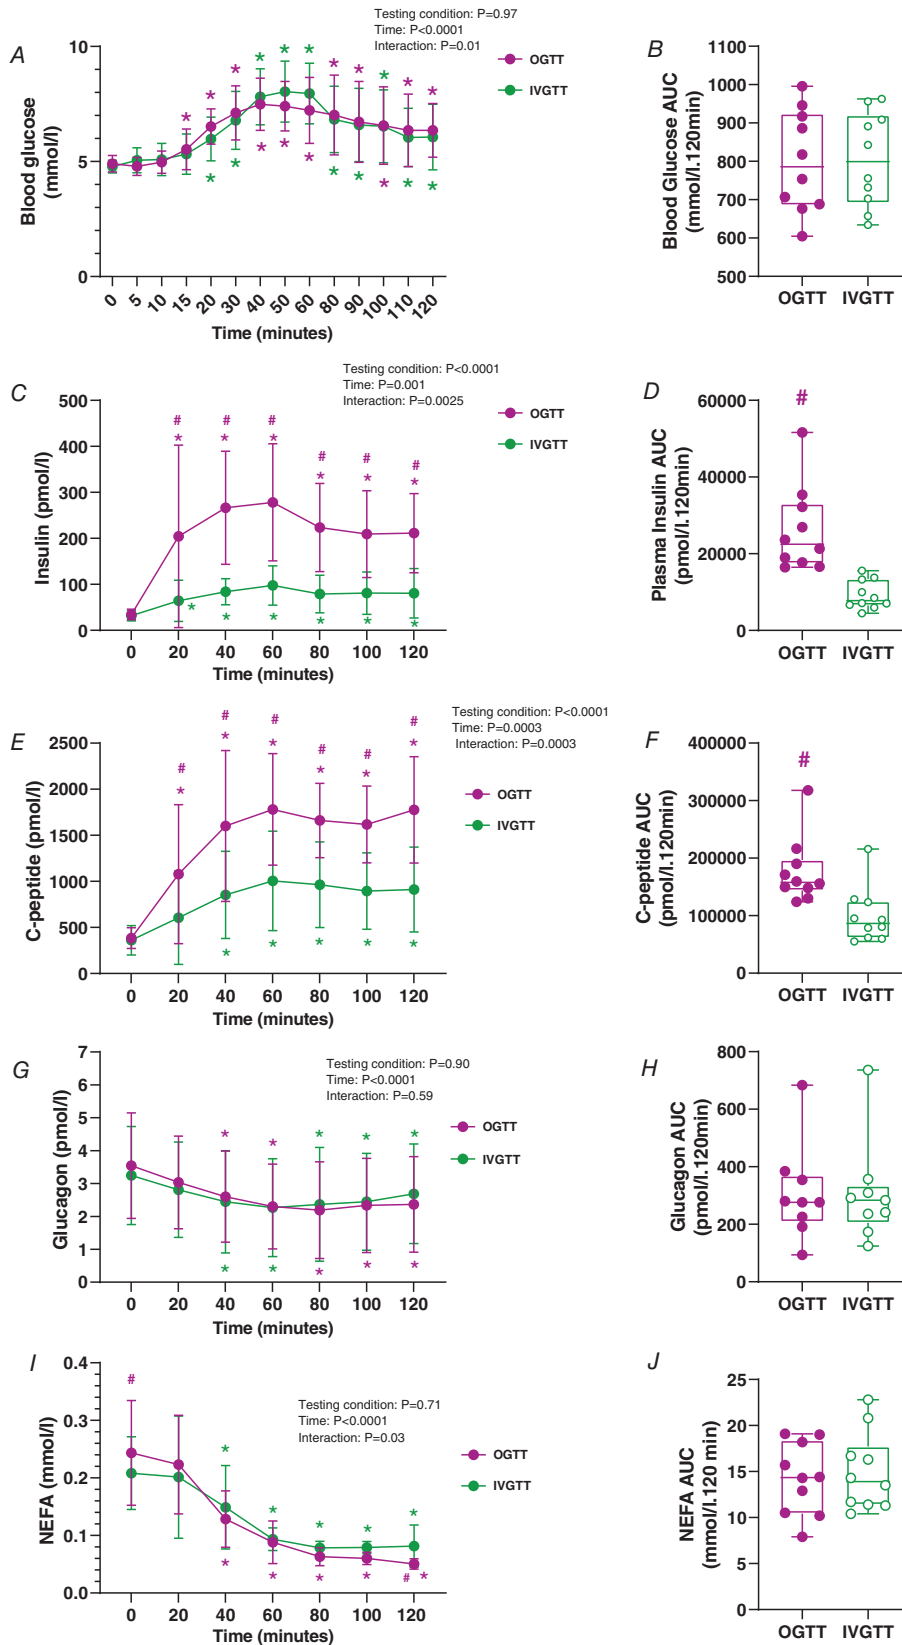 Testing condition: P=0.97
Time: P<0.0001
Interaction: P=0.01
A
OGTT
IVGTT
Blood glucose
(mmol/l)
10
5
0
* * * * * * * * * * *
* * * * * * * * * * *
0 5 10 15 20 30 40 50 60 80 90 100 110 120
Time (minutes)
B
Blood Glucose AUC
(mmol/l.120min)
1100
1000
900
800
700
600
500
OGTT IVGTT
Testing condition: P<0.0001
Time: P=0.001
Interaction: P=0.0025
C
OGTT
IVGTT
Insulin (pmol/l)
500
400
300
200
100
0
# # # # # #
* * * * * *
* * * * * *
0 20 40 60 80 100 120
Time (minutes)
D
#
Plasma Insulin AUC
(pmol/l.120min)
60000
40000
20000
0
OGTT IVGTT
Testing condition: P<0.0001
Time: P=0.0003
Interaction: P=0.0003
E
OGTT
IVGTT
C-peptide (pmol/l)
2500
2000
1500
1000
500
0
# # # # # #
* * * * * *
* * * * *
0 20 40 60 80 100 120
Time (minutes)
F
#
C-peptide AUC
(pmol/l.120min)
400000
300000
200000
100000
0
OGTT IVGTT
Testing condition: P=0.90
Time: P<0.0001
Interaction: P=0.59
G
OGTT
IVGTT
Glucagon (pmol/l)
7
6
5
4
3
2
1
0
* * * * *
* * * * *
0 20 40 60 80 100 120
Time (minutes)
H
Glucagon AUC
(pmol/l.120min)
800
600
400
200
0
OGTT IVGTT
Testing condition: P=0.71
Time: P<0.0001
Interaction: P=0.03
I
OGTT
IVGTT
NEFA (mmol/l)
0.4
0.3
0.2
0.1
0.0
#
* * * * *
* * * * # *
0 20 40 60 80 100 120
Time (minutes)
J
NEFA AUC
(mmol/l.120 min)
25
20
15
10
5
0
OGTT IVGTT